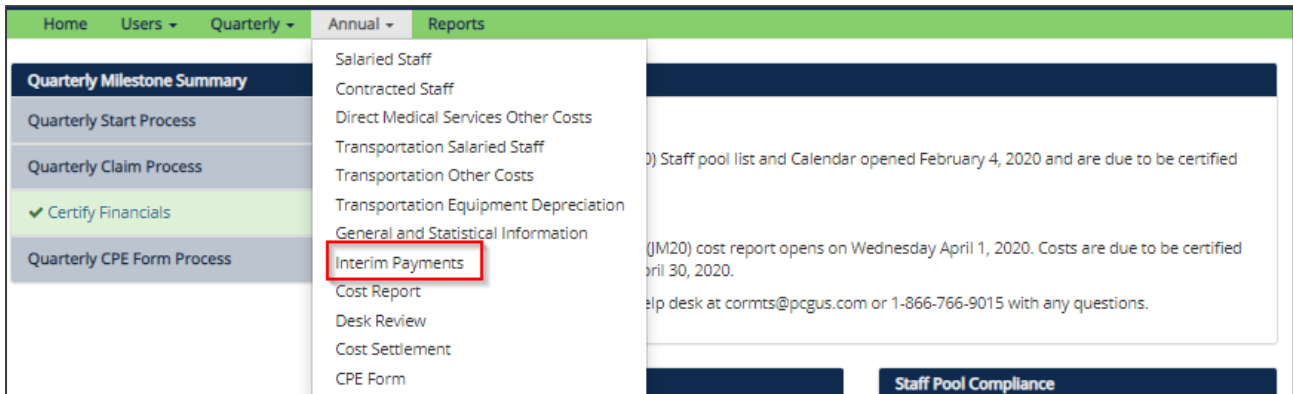 Home Users Quarterly Annual Reports
Salaried Staff
Contracted Staff
Direct Medical Services Other Costs
Transportation Salaried Staff
Transportation Other Costs
Transportation Equipment Depreciation
General and Statistical Information
Interim Payments
Cost Report
Desk Review
Cost Settlement
CPE Form
Quarterly Milestone Summary
Quarterly Start Process
Quarterly Claim Process
✔ Certify Financials
Quarterly CPE Form Process
0) Staff pool list and Calendar opened February 4, 2020 and are due to be certified
(JM20) cost report opens on Wednesday April 1, 2020. Costs are due to be certified
pril 30, 2020.
elp desk at cormts@pcgus.com or 1-866-766-9015 with any questions.
Staff Pool Compliance